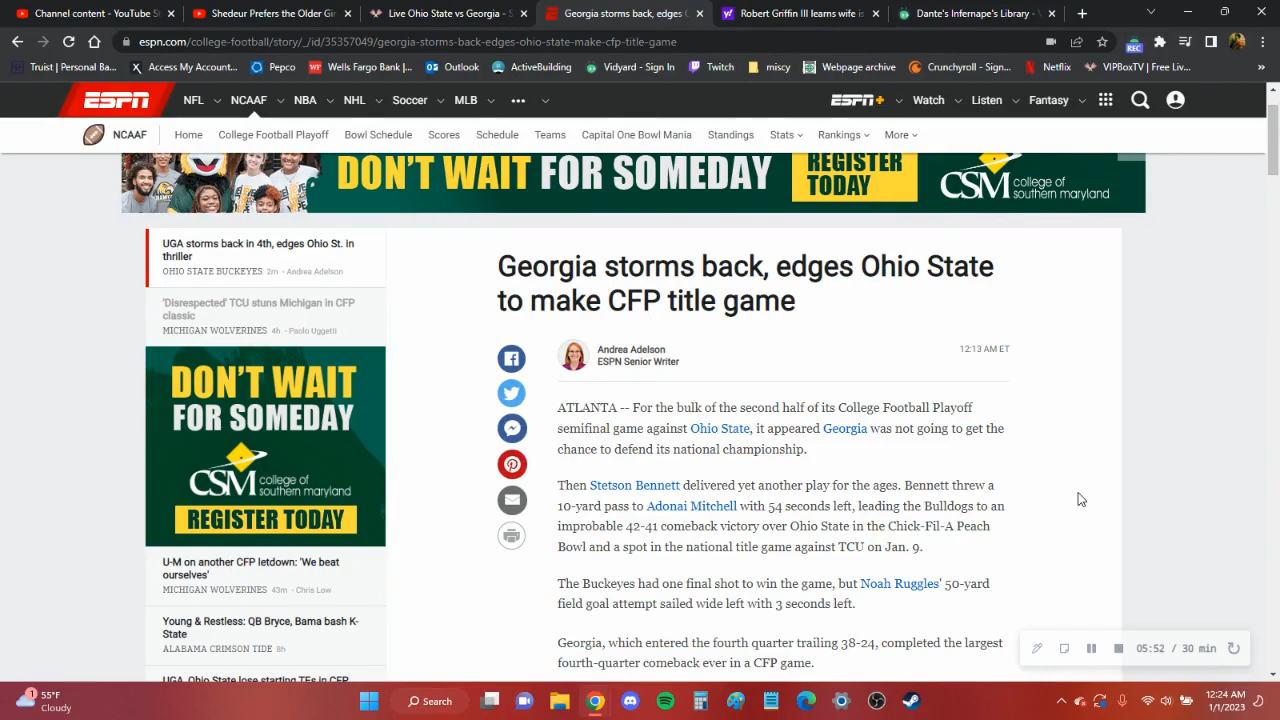 Content creation - YouTube S
Shedeur Prefers the Older Gi
Live Ohio State vs Georgia - S
Georgia storms back, edges O
Robert Griffin III learns wife is
Dante's Infernape's Library - V
espn.com/college-football/story/_/id/35357049/georgia-storms-back-edges-ohio-state-make-cfp-title-game
REC
Truist | Personal Ba...
Access My Account...
Pepco
Wells Fargo Bank |...
Outlook
ActiveBuilding
Vidyard - Sign In
Twitch
miscy
Webpage archive
Crunchyroll - Sign...
Netflix
VIPBoxTV | Free Liv...
ESPN
NFL
NCAAF
NBA
NHL
Soccer
MLB
•••
ESPN+
Watch
Listen
Fantasy
NCAAF
Home
College Football Playoff
Bowl Schedule
Scores
Schedule
Teams
Capital One Bowl Mania
Standings
Stats
Rankings
More
DON'T WAIT FOR SOMEDAY
REGISTER
TODAY
CSM college of
southern maryland
UGA storms back in 4th, edges Ohio St. in
thriller
OHIO STATE BUCKEYES 2m - Andrea Adelson
'Disrespected' TCU stuns Michigan in CFP
classic
MICHIGAN WOLVERINES 4h - Paolo Uggetti
DON'T WAIT
FOR SOMEDAY
CSM college of
southern maryland
REGISTER TODAY
U-M on another CFP letdown: 'We beat
ourselves'
MICHIGAN WOLVERINES 43m - Chris Low
Young & Restless: QB Bryce, Bama bash K-
State
ALABAMA CRIMSON TIDE 8h
UGA, Ohio State lose starting TEs in CFP
Georgia storms back, edges Ohio State
to make CFP title game
Andrea Adelson
ESPN Senior Writer
12:13 AM ET
ATLANTA -- For the bulk of the second half of its College Football Playoff
semifinal game against Ohio State, it appeared Georgia was not going to get the
chance to defend its national championship.
Then Stetson Bennett delivered yet another play for the ages. Bennett threw a
10-yard pass to Adonai Mitchell with 54 seconds left, leading the Bulldogs to an
improbable 42-41 comeback victory over Ohio State in the Chick-Fil-A Peach
Bowl and a spot in the national title game against TCU on Jan. 9.
The Buckeyes had one final shot to win the game, but Noah Ruggles' 50-yard
field goal attempt sailed wide left with 3 seconds left.
Georgia, which entered the fourth quarter trailing 38-24, completed the largest
fourth-quarter comeback ever in a CFP game.
05:52 / 30 min
1
55°F
Cloudy
Search
12:24 AM
1/1/2023